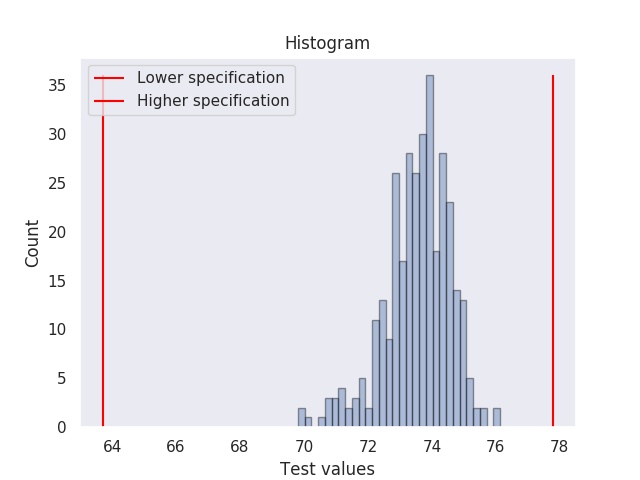 Histogram
Lower specification
Higher specification
35
30
25
20
15
10
5
0
Count
64 66 68 70 72 74 76 78
Test values